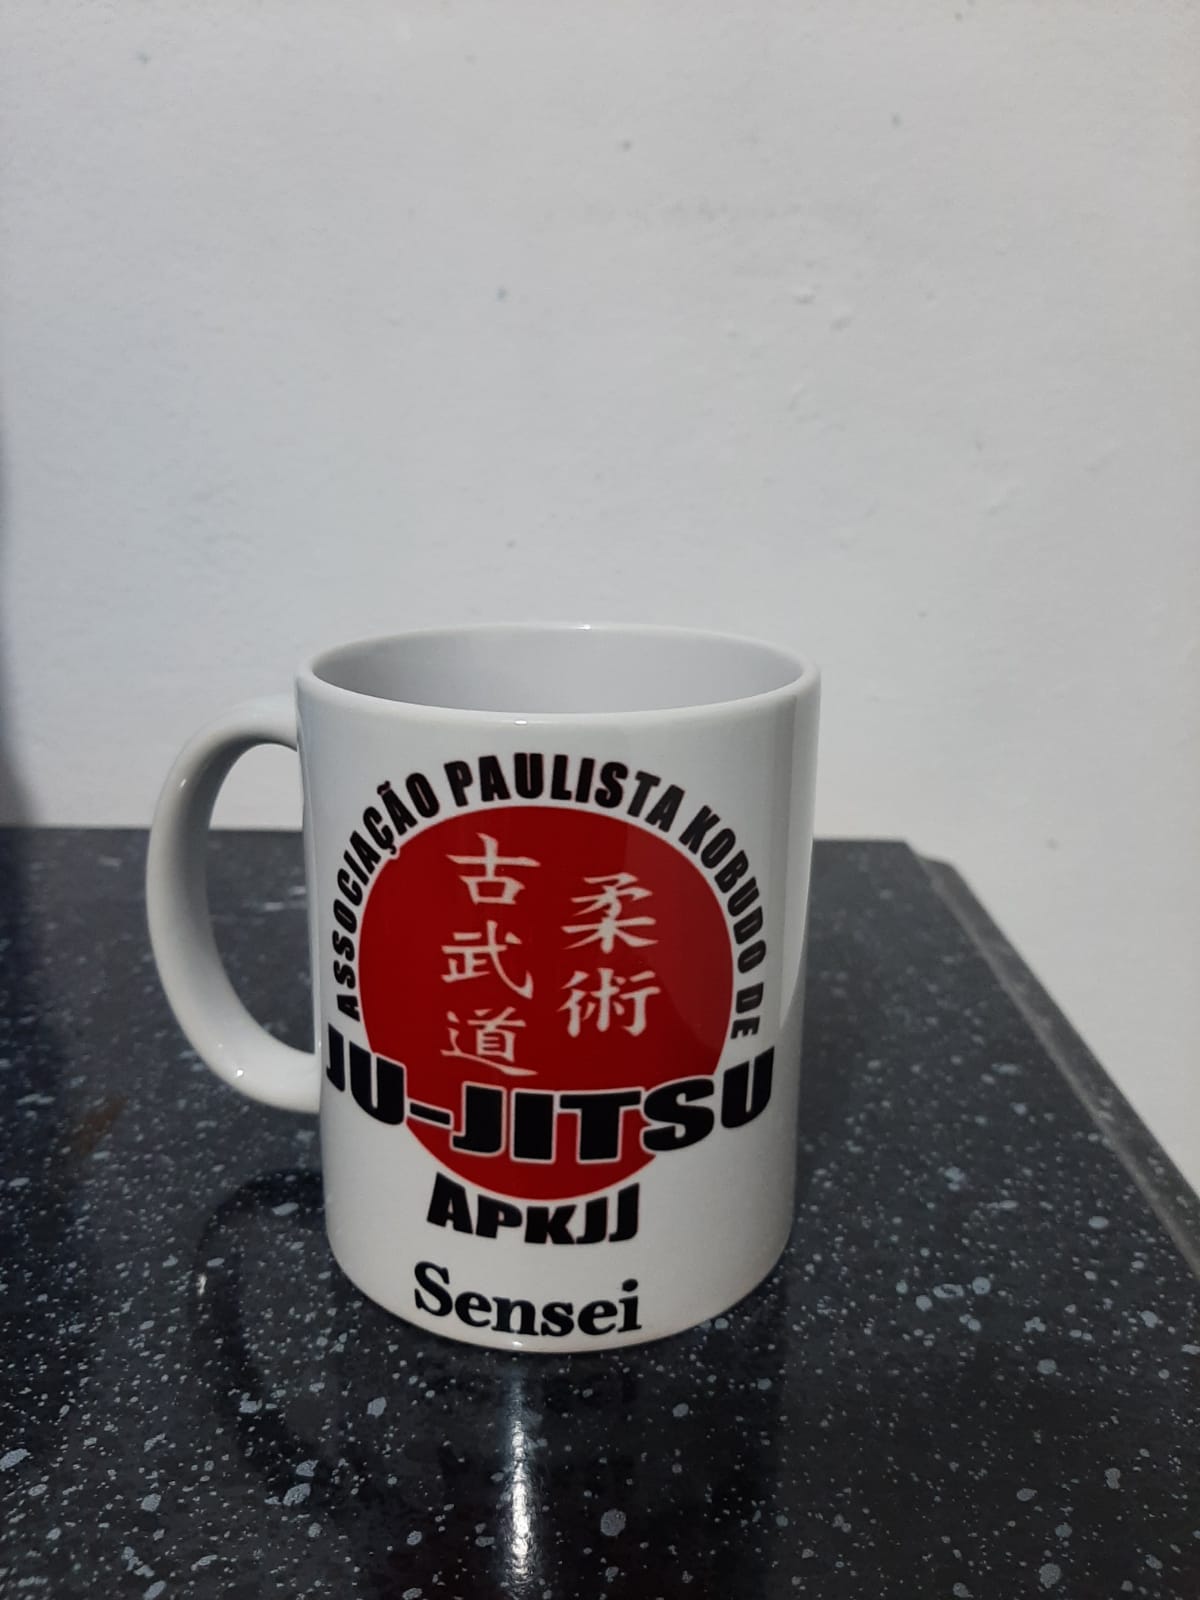 ASSOCIAÇÃO PAULISTA KOBUDO DE
古武道
柔術
JU-JITSU
APKJJ
Sensei